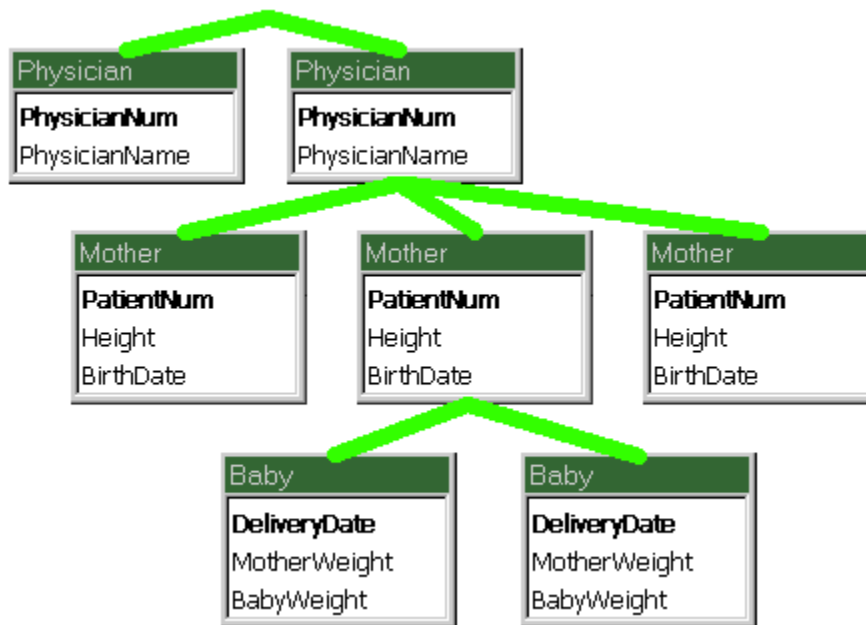 Physician
PhysicianNum
PhysicianName
Physician
PhysicianNum
PhysicianName
Mother
PatientNum
Height
BirthDate
Mother
PatientNum
Height
BirthDate
Mother
PatientNum
Height
BirthDate
Baby
DeliveryDate
MotherWeight
BabyWeight
Baby
DeliveryDate
MotherWeight
BabyWeight